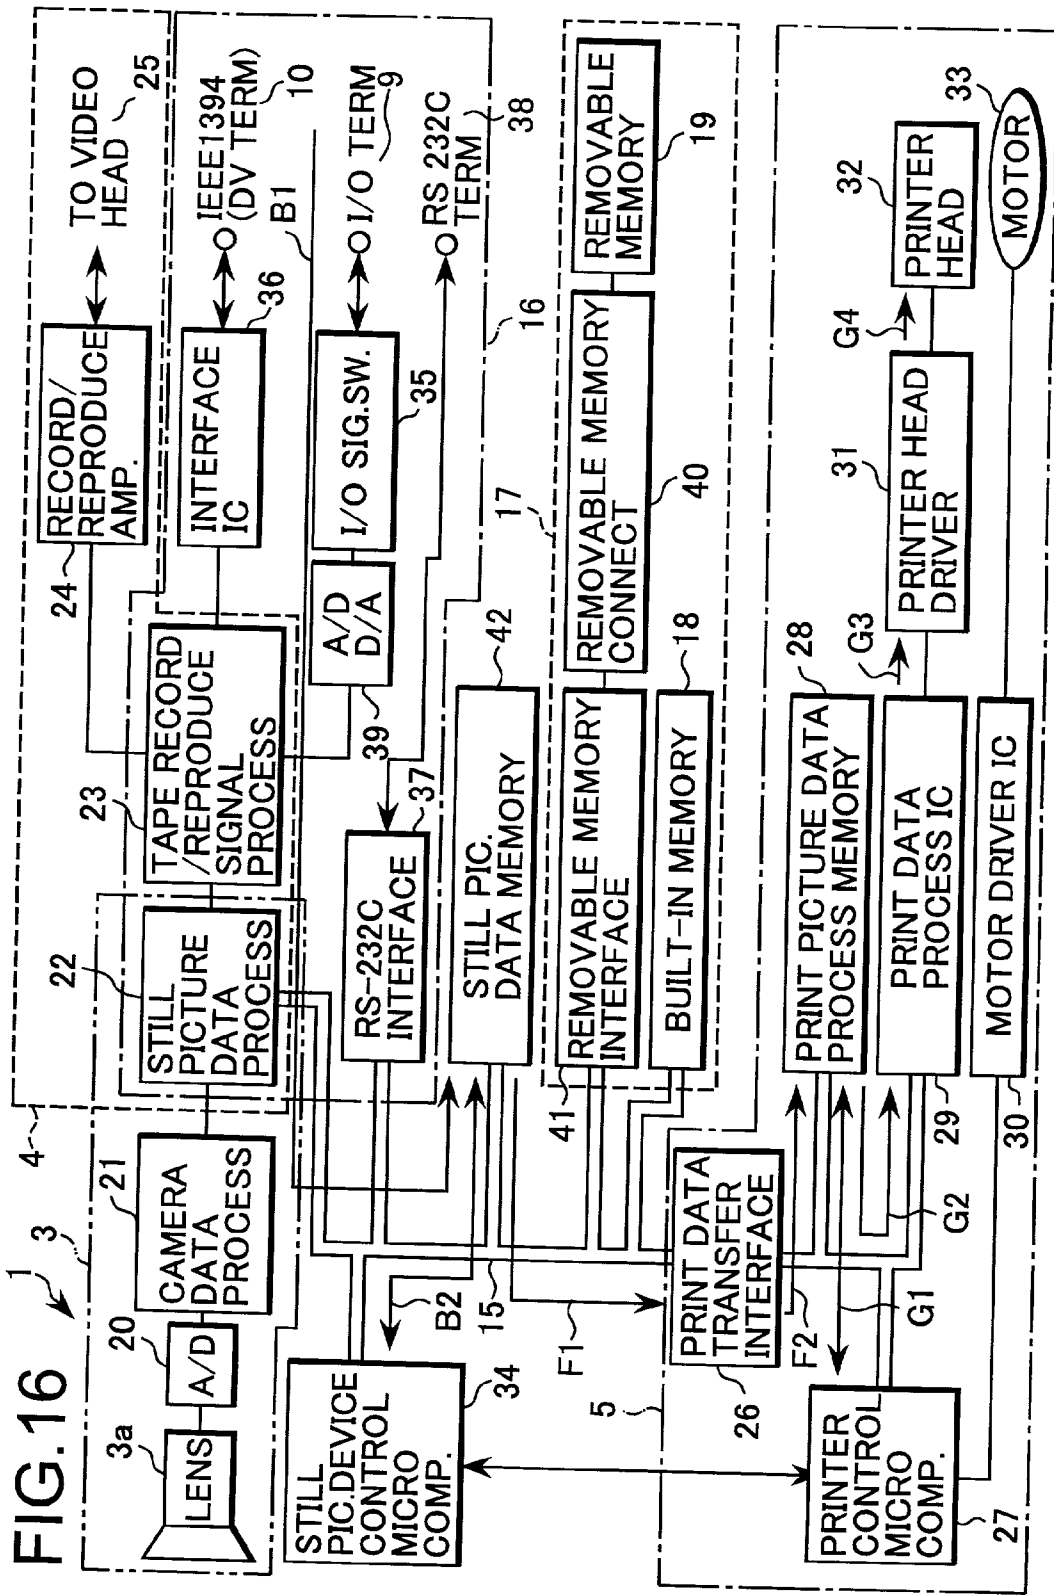 FIG.16
1
3
4
3a
LENS
20
A/D
21
CAMERA
DATA
PROCESS
22
STILL
PICTURE
DATA
PROCESS
23
TAPE RECORD
/REPRODUCE
SIGNAL
PROCESS
24
RECORD/
REPRODUCE
AMP.
TO VIDEO
HEAD
25
INTERFACE
IC
36
IEEE1394
(DV TERM)
10
B1
A/D
D/A
39
I/O SIG.SW.
35
I/O TERM
9
RS-232C
INTERFACE
37
RS 232C
TERM
38
16
STILL
PIC.DEVICE
CONTROL
MICRO
COMP.
34
B2
15
STILL PIC.
DATA MEMORY
42
17
41
REMOVABLE MEMORY
INTERFACE
REMOVABLE MEMORY
CONNECT
40
REMOVABLE
MEMORY
19
BUILT-IN MEMORY
18
F1
5
26
PRINT DATA
TRANSFER
INTERFACE
F2
G1
G2
PRINTER
CONTROL
MICRO
COMP.
27
PRINT PICTURE DATA
PROCESS MEMORY
28
PRINT DATA
PROCESS IC
29
G3
PRINTER HEAD
DRIVER
31
G4
PRINTER
HEAD
32
MOTOR DRIVER IC
30
MOTOR
33